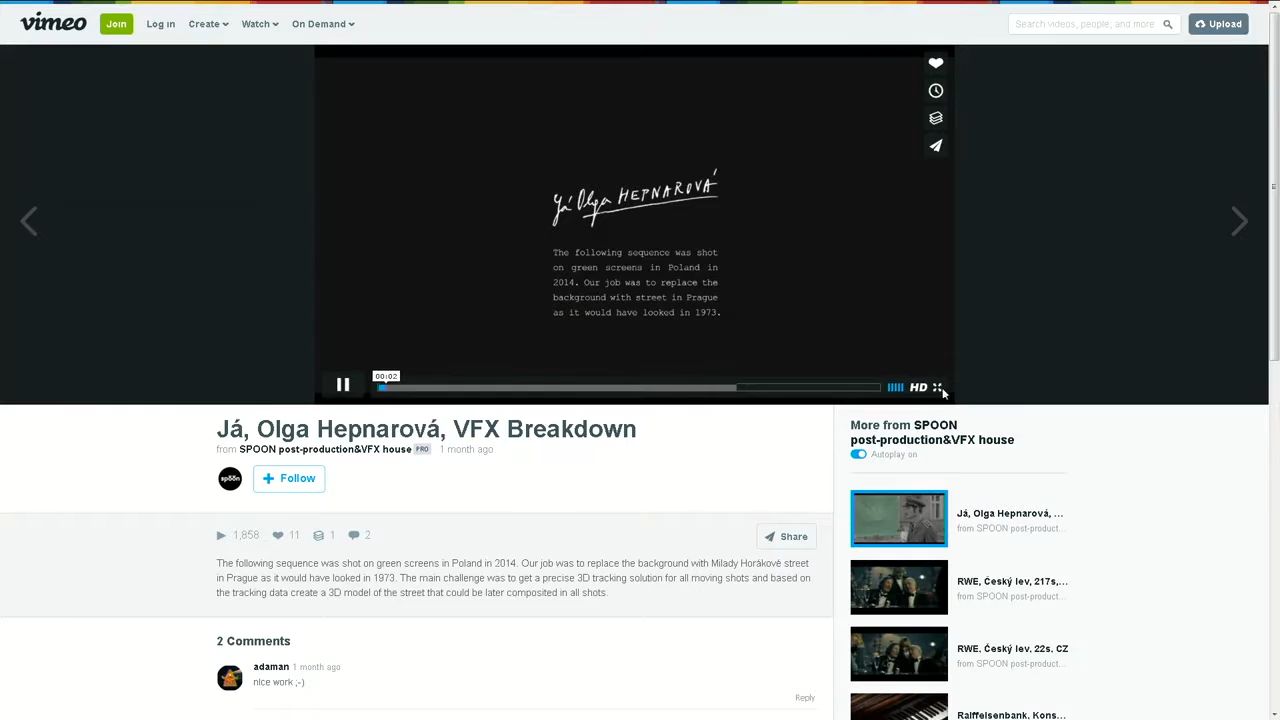 vimeo
Join
Log in
Create
Watch
On Demand
Search videos, people, and more
Upload
Já Olga HEPNAROVÁ
The following sequence was shot
on green screens in Poland in
2014. Our job was to replace the
background with street in Prague
as it would have looked in 1973.
00:02
HD
Já, Olga Hepnarová, VFX Breakdown
from SPOON post-production&VFX house PRO 1 month ago
spoon
+ Follow
1,858
11
1
2
Share
The following sequence was shot on green screens in Poland in 2014. Our job was to replace the background with Milady Horákové street
in Prague as it would have looked in 1973. The main challenge was to get a precise 3D tracking solution for all moving shots and based on
the tracking data create a 3D model of the street that could be later composited in all shots.
2 Comments
adaman 1 month ago
nice work ;-)
Reply
More from SPOON
post-production&VFX house
Autoplay on
Já, Olga Hepnarová, ...
from SPOON post-product...
RWE, Český lev, 217s,...
from SPOON post-product...
RWE, Český lev, 22s, CZ
from SPOON post-product...
Raiffeisenbank, Kons...